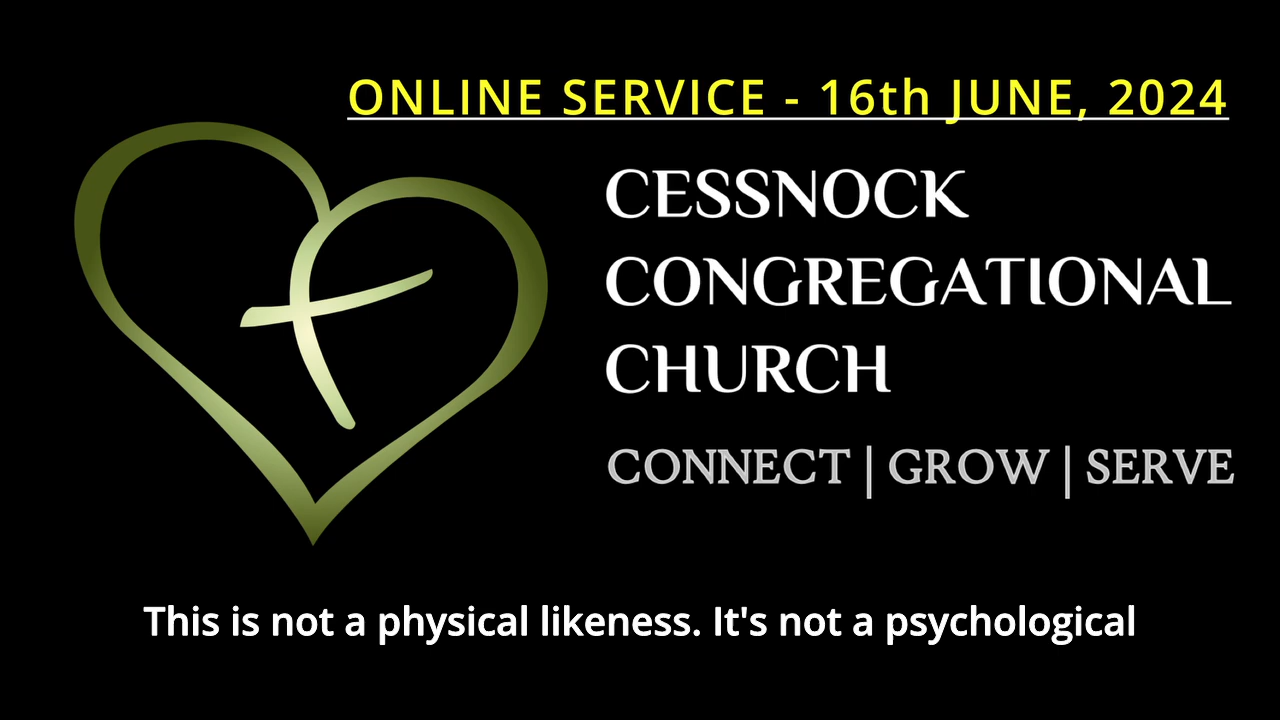 ONLINE SERVICE - 16th JUNE, 2024
CESSNOCK
CONGREGATIONAL
CHURCH
CONNECT | GROW | SERVE
This is not a physical likeness. It's not a psychological